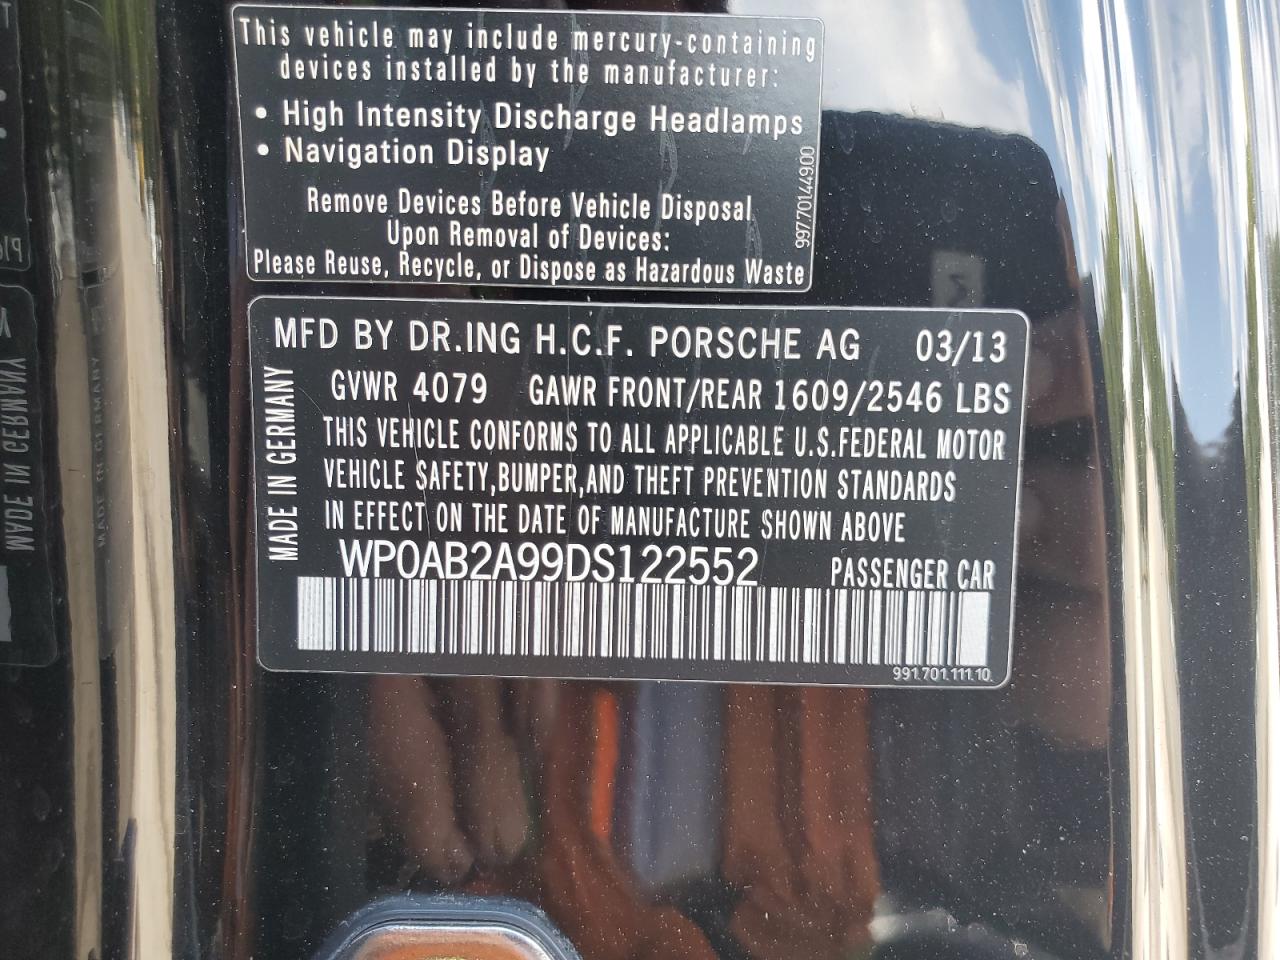 This vehicle may include mercury-containing
devices installed by the manufacturer:
• High Intensity Discharge Headlamps
• Navigation Display
Remove Devices Before Vehicle Disposal
Upon Removal of Devices:
Please Reuse, Recycle, or Dispose as Hazardous Waste
997.701.449.00
MFD BY DR.ING H.C.F. PORSCHE AG 03/13
GVWR 4079 GAWR FRONT/REAR 1609/2546 LBS
THIS VEHICLE CONFORMS TO ALL APPLICABLE U.S.FEDERAL MOTOR
VEHICLE SAFETY,BUMPER,AND THEFT PREVENTION STANDARDS
IN EFFECT ON THE DATE OF MANUFACTURE SHOWN ABOVE
MADE IN GERMANY
WP0AB2A99DS122552 PASSENGER CAR
991.701.111.10